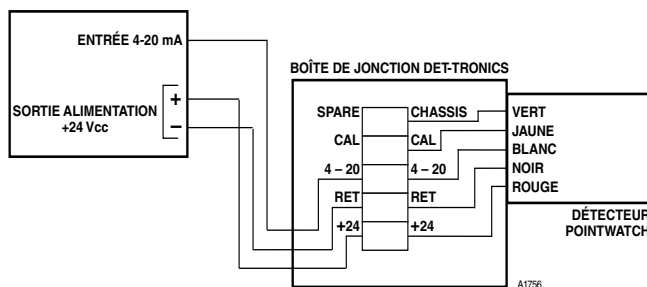 ENTRÉE 4-20 mA
SORTIE ALIMENTATION
+24 Vcc
+
–
BOÎTE DE JONCTION DET-TRONICS
SPARE CHASSIS
CAL CAL
4 – 20 4 – 20
RET RET
+24 +24
VERT
JAUNE
BLANC
NOIR
ROUGE
DÉTECTEUR
POINTWATCH
A1756